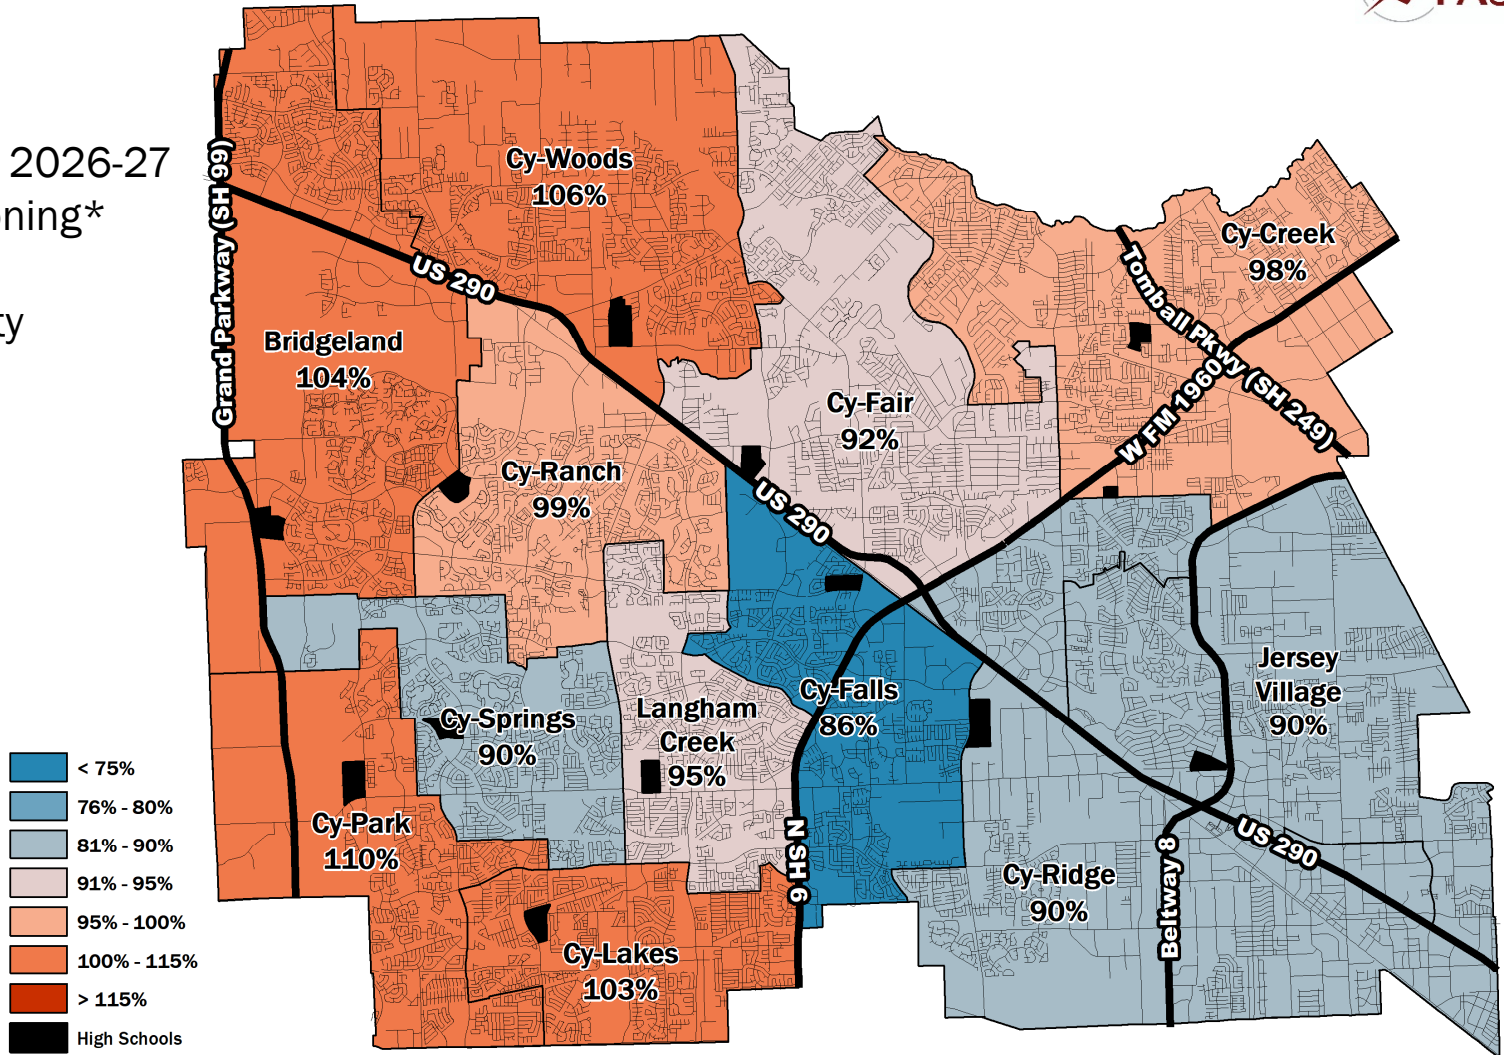 2026-27
Cy-Woods
106%
Grand Parkway (SH 99)
Cy-Creek
98%
US 290
Tomball Pkwy (SH 249)
Bridgeland
104%
Cy-Fair
92%
W FM 1960
Cy-Ranch
99%
US 290
Jersey
Village
90%
Cy-Falls
86%
Langham
Creek
95%
Cy-Springs
90%
Cy-Park
110%
N SH 6
US 290
Beltway 8
Cy-Ridge
90%
Cy-Lakes
103%
< 75%
76% - 80%
81% - 90%
91% - 95%
95% - 100%
100% - 115%
> 115%
High Schools